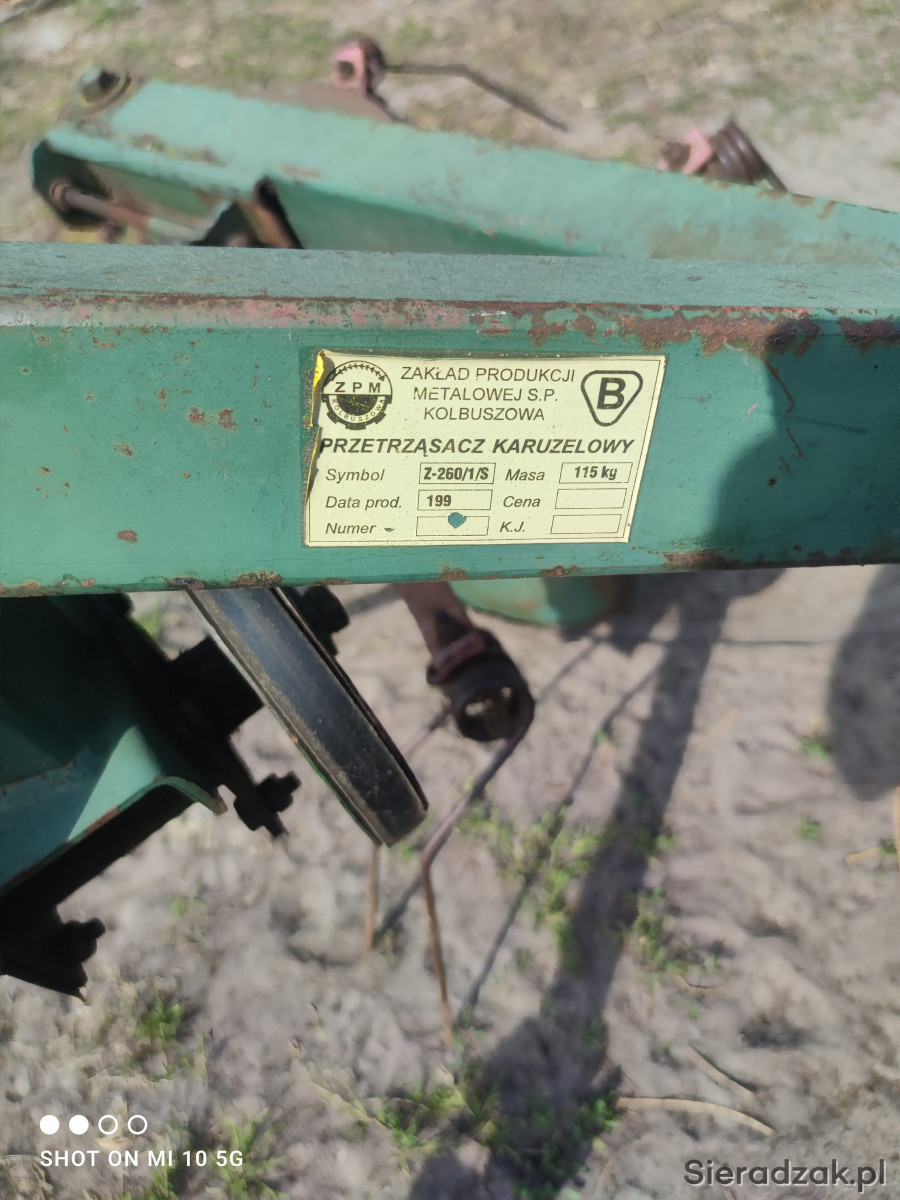 ZPM
KOLBUSZOWA
ZAKŁAD PRODUKCJI
METALOWEJ S.P.
KOLBUSZOWA
B
PRZETRZĄSACZ KARUZELOWY
Symbol Z-260/1/S Masa 115 kg
Data prod. 199 Cena
Numer K.J.
SHOT ON MI 10 5G
Sieradzak.pl